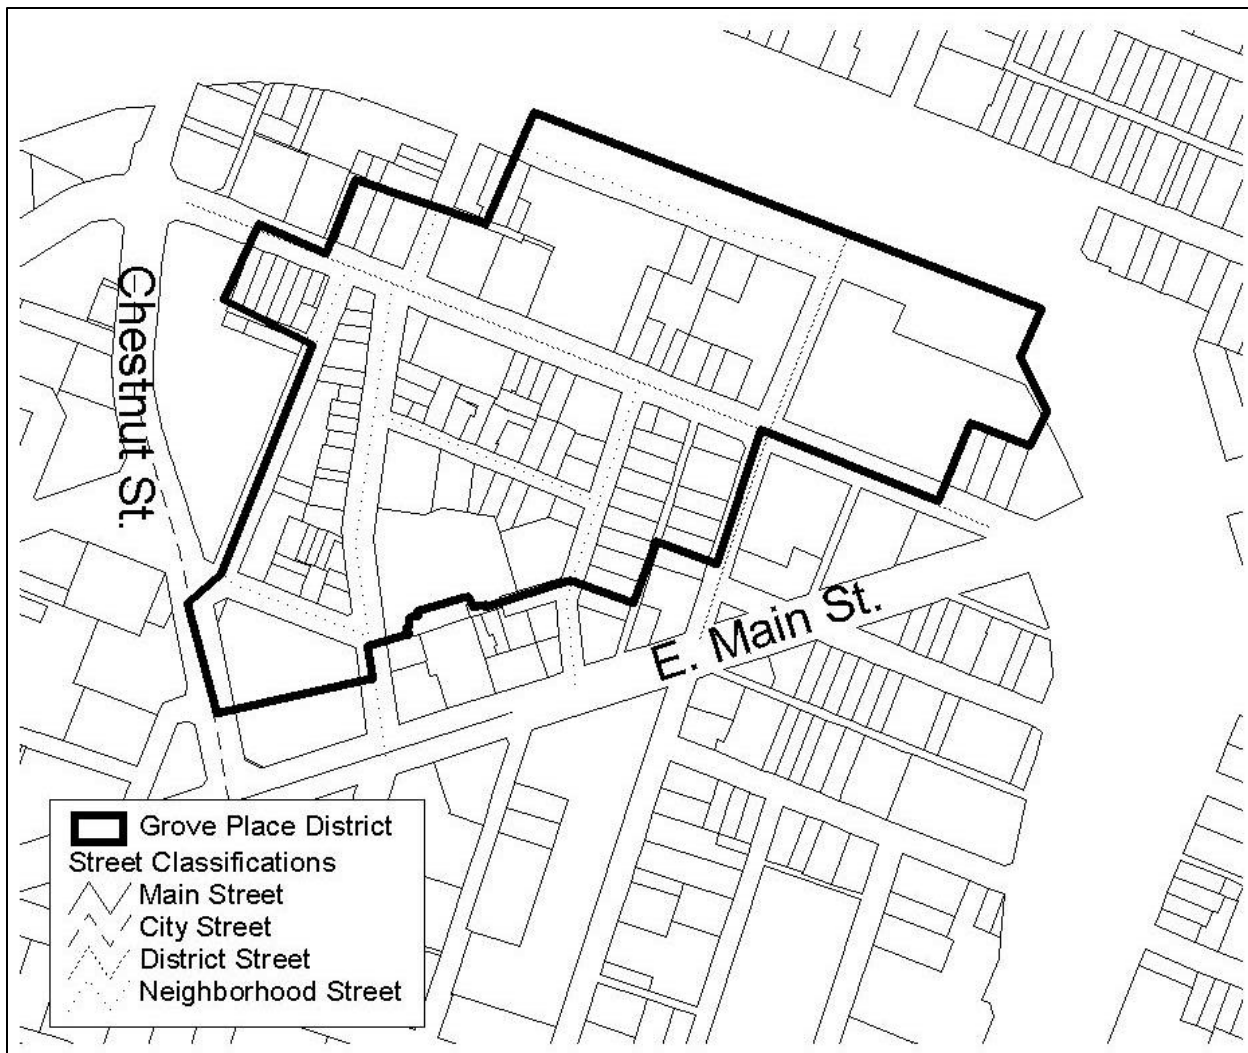 Chestnut St.
E. Main St.
Grove Place District
Street Classifications
Main Street
City Street
District Street
Neighborhood Street